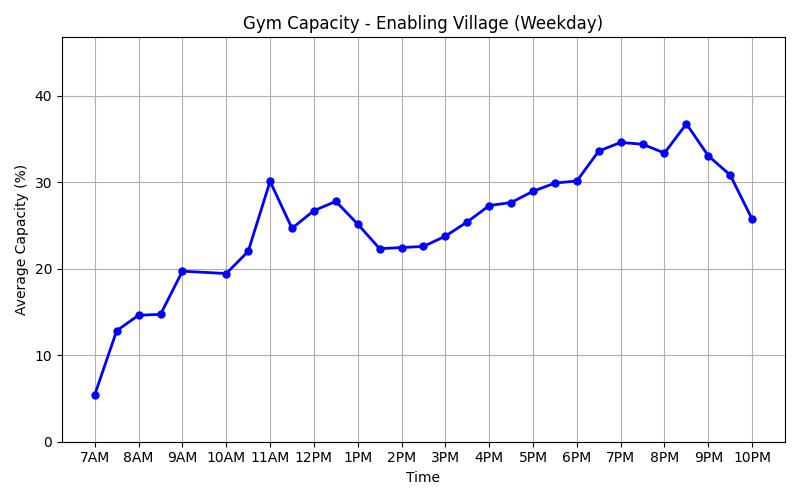 Gym Capacity - Enabling Village (Weekday)
Average Capacity (%)
40
30
20
10
0
7AM 8AM 9AM 10AM 11AM 12PM 1PM 2PM 3PM 4PM 5PM 6PM 7PM 8PM 9PM 10PM
Time